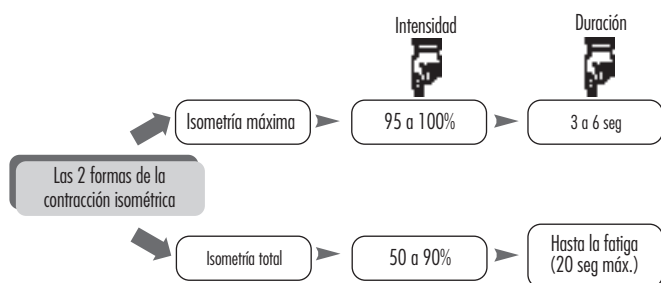 Intensidad
Duración
Isometría máxima
95 a 100%
3 a 6 seg
Las 2 formas de la
contracción isométrica
Isometría total
50 a 90%
Hasta la fatiga
(20 seg máx.)